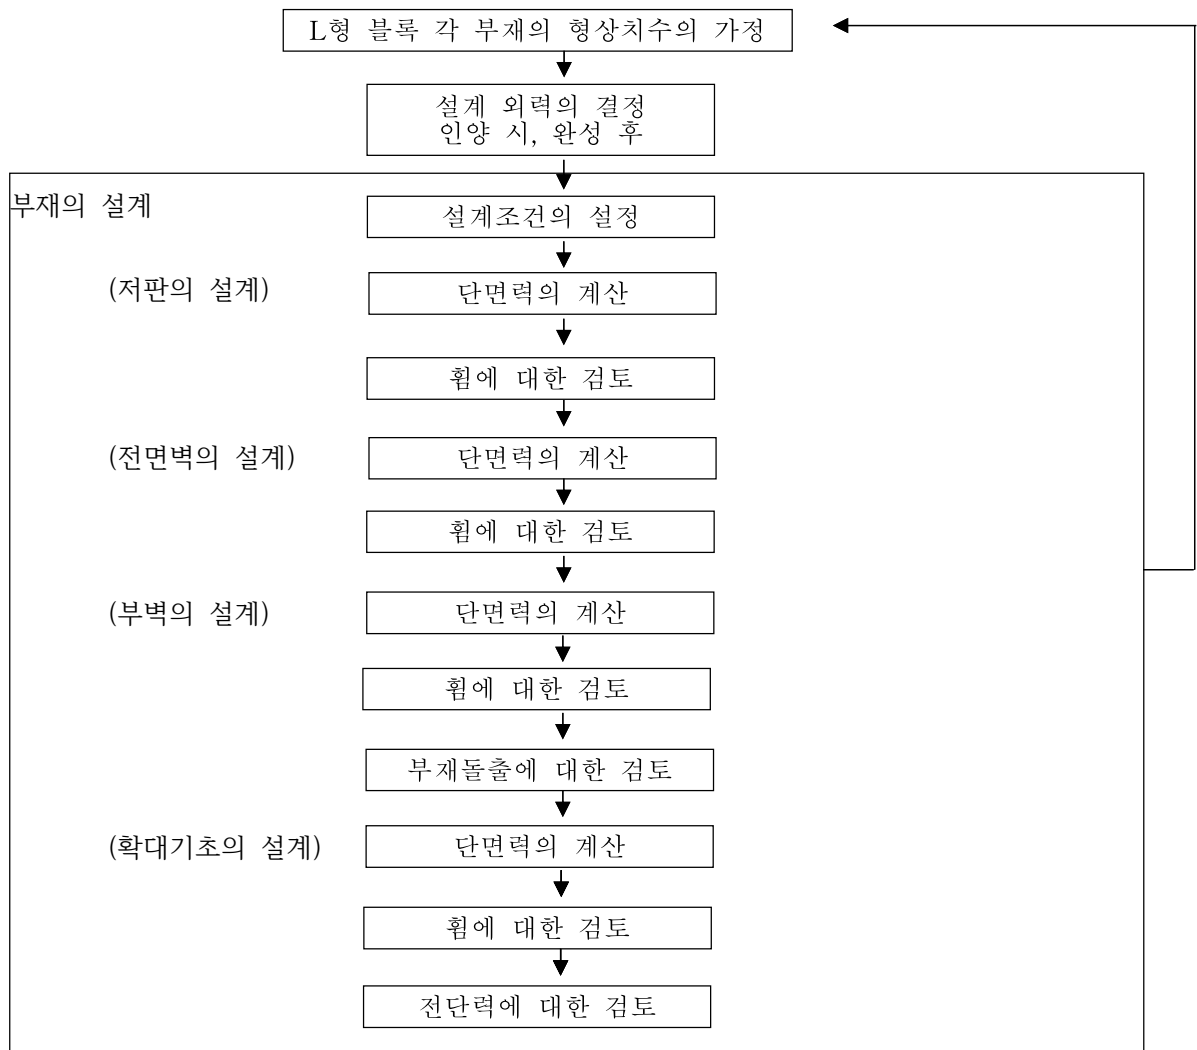 L형 블록 각 부재의 형상치수의 가정
설계 외력의 결정
인양 시, 완성 후
부재의 설계
설계조건의 설정
(저판의 설계)
단면력의 계산
휨에 대한 검토
(전면벽의 설계)
단면력의 계산
휨에 대한 검토
(부벽의 설계)
단면력의 계산
휨에 대한 검토
부재돌출에 대한 검토
(확대기초의 설계)
단면력의 계산
휨에 대한 검토
전단력에 대한 검토